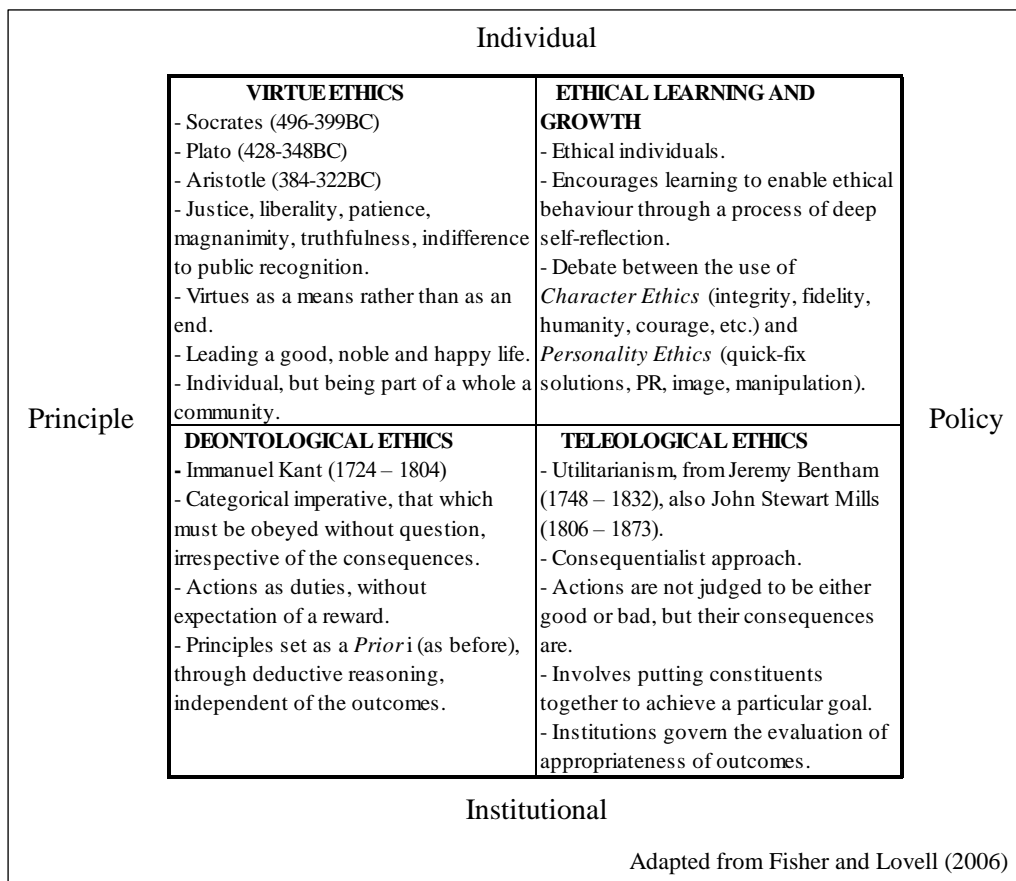 Individual
VIRTUE ETHICS
- Socrates (496-399BC)
- Plato (428-348BC)
- Aristotle (384-322BC)
- Justice, liberality, patience,
magnanimity, truthfulness, indifference
to public recognition.
- Virtues as a means rather than as an
end.
- Leading a good, noble and happy life.
- Individual, but being part of a whole a
community.
ETHICAL LEARNING AND
GROWTH
- Ethical individuals.
- Encourages learning to enable ethical
behaviour through a process of deep
self-reflection.
- Debate between the use of
Character Ethics (integrity, fidelity,
humanity, courage, etc.) and
Personality Ethics (quick-fix
solutions, PR, image, manipulation).
Principle
Policy
DEONTOLOGICAL ETHICS
- Immanuel Kant (1724 – 1804)
- Categorical imperative, that which
must be obeyed without question,
irrespective of the consequences.
- Actions as duties, without
expectation of a reward.
- Principles set as a Priori (as before),
through deductive reasoning,
independent of the outcomes.
TELEOLOGICAL ETHICS
- Utilitarianism, from Jeremy Bentham
(1748 – 1832), also John Stewart Mills
(1806 – 1873).
- Consequentialist approach.
- Actions are not judged to be either
good or bad, but their consequences
are.
- Involves putting constituents
together to achieve a particular goal.
- Institutions govern the evaluation of
appropriateness of outcomes.
Institutional
Adapted from Fisher and Lovell (2006)